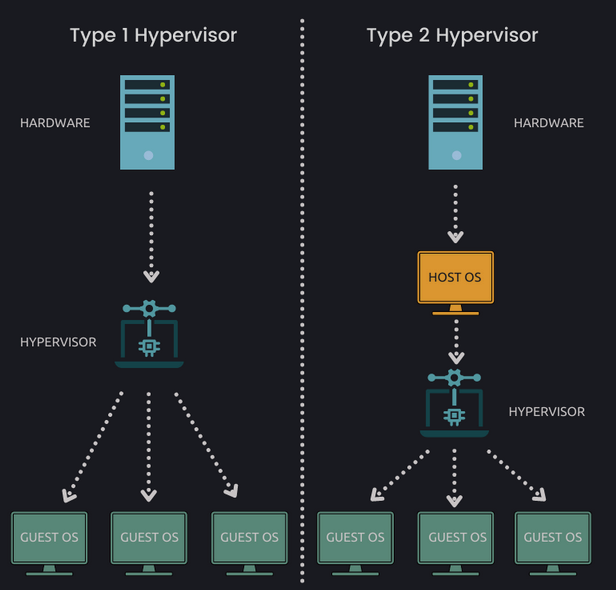 Type 1 Hypervisor
HARDWARE
HYPERVISOR
GUEST OS
GUEST OS
GUEST OS
Type 2 Hypervisor
HARDWARE
HOST OS
HYPERVISOR
GUEST OS
GUEST OS
GUEST OS